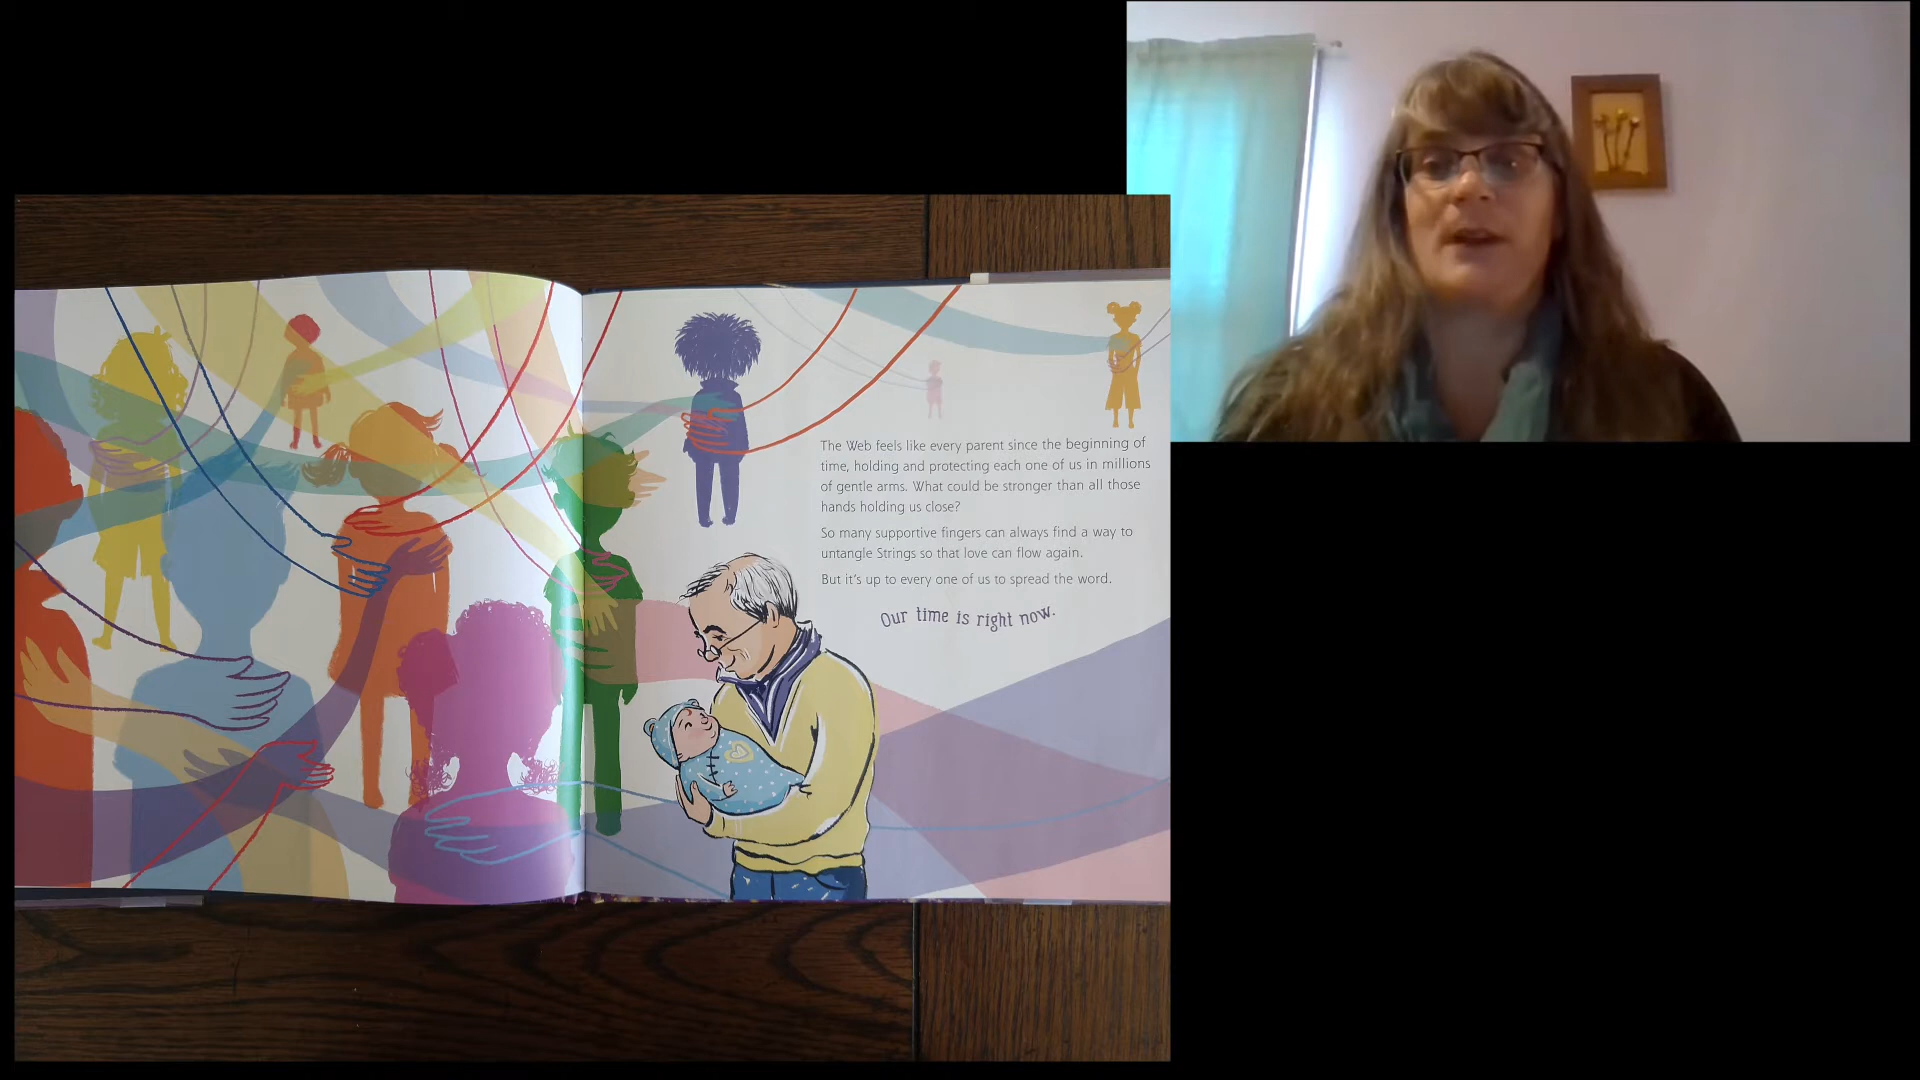 The Web feels like every parent since the beginning of
time, holding and protecting each one of us in millions
of gentle arms. What could be stronger than all those
hands holding us close?
So many supportive fingers can always find a way to
untangle Strings so that love can flow again.
But it's up to every one of us to spread the word.
Our time is right now.